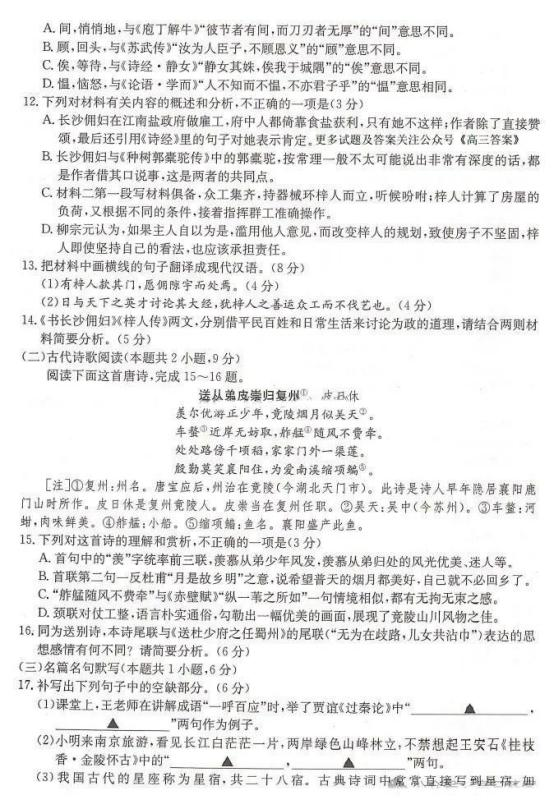 A. 间,悄悄地,与《庖丁解牛》“彼节者有间,而刀刃者无厚”的“间”意思不同。
B. 顾,回头,与《苏武传》“汝为人臣子,不顾恩义”的“顾”意思不同。
C. 俟,等待,与《诗经·静女》“静女其姝,俟我于城隅”的“俟”意思不同。
D. 愠,恼怒,与《论语·学而》“人不知而不愠,不亦君子乎”的“愠”意思相同。
12. 下列对材料有关内容的概述和分析,不正确的一项是(3分)
A. 长沙佣妇在江南盐政府做雇工,府中人都倚靠食盐获利,只有她不这样;作者除了直接赞
颂,最后还引用《诗经》里的句子对她表示肯定。更多试题及答案关注公众号《高三答案》
B. 长沙佣妇与《种树郭橐驼传》中的郭橐驼,按常理一般不太可能说出非常有深度的话,都
是作者借其口说事,这是两者的共同点。
C. 材料二第一段写材料俱备,众工集齐,持器械环梓人而立,听候吩咐;梓人计算了房屋的
负荷,又根据不同的条件,接着指挥群工准确操作。
D. 柳宗元认为,如果主人自以为是,滥用他人意见,而改变梓人的规划,致使房子不坚固,梓
人即使坚持自己的看法,也应该承担责任。
13. 把材料中画横线的句子翻译成现代汉语。(8分)
(1)有梓人款其门,愿佣隙宇而处焉。(4分)
(2)日与天下之英才讨论其大经,犹梓人之善运众工而不伐艺也。(4分)
14.《书长沙佣妇》《梓人传》两文,分别借平民百姓和日常生活来讨论为政的道理,请结合两则材
料简要分析。(5分)
(二)古代诗歌阅读(本题共2小题,9分)
阅读下面这首唐诗,完成15～16题。
送从弟皮崇归复州① 皮日休
羡尔优游正少年,竟陵烟月似吴天②。
车螯③近岸无妨取,舴艋④随风不费牵。
处处路傍千顷稻,家家门外一渠莲。
殷勤莫笑襄阳住,为爱南溪缩项鳊⑤。
[注]①复州:州名。唐宝应后,州治在竟陵(今湖北天门市)。此诗是诗人早年隐居襄阳鹿
门山时所作。皮日休是复州竟陵人。皮崇当在复州任职。②吴天:吴中(今苏州)。③车螯:河
蚶,肉味鲜美。④舴艋:小船。⑤缩项鳊:鱼名。襄阳盛产此鱼。
15. 下列对这首诗的理解和赏析,不正确的一项是(3分)
A. 首句中的“羡”字统率前三联,羡慕从弟少年风发,羡慕从弟归处的风光优美、迷人等。
B. 首联第二句一反杜甫“月是故乡明”之意,说希望普天的烟月都美好,自己就不必回乡了。
C. “舴艋随风不费牵”与《赤壁赋》“纵一苇之所如”一句情境相似,都有无拘无束之感。
D. 颈联对仗工整,语言朴实通俗,勾勒出一幅优美的画面,展现了竟陵山川风物之佳。
16. 同为送别诗,本诗尾联与《送杜少府之任蜀州》的尾联(“无为在歧路,儿女共沾巾”)表达的思
想感情有何不同?请简要分析。(6分)
(三)名篇名句默写(本题共1小题,6分)
17. 补写出下列句子中的空缺部分。(6分)
(1)课堂上,王老师在讲解成语“一呼百应”时,举了贾谊《过秦论》中“____▲____,
____▲____”两句作为例子。
(2)小明来南京旅游,看见长江白茫茫一片,两岸绿色山峰林立,不禁想起王安石《桂枝
香·金陵怀古》中的“____▲____,____▲____”两句。
(3)我国古代的星座称为星宿,共二十八宿。古典诗词中常常直接写到星宿,如